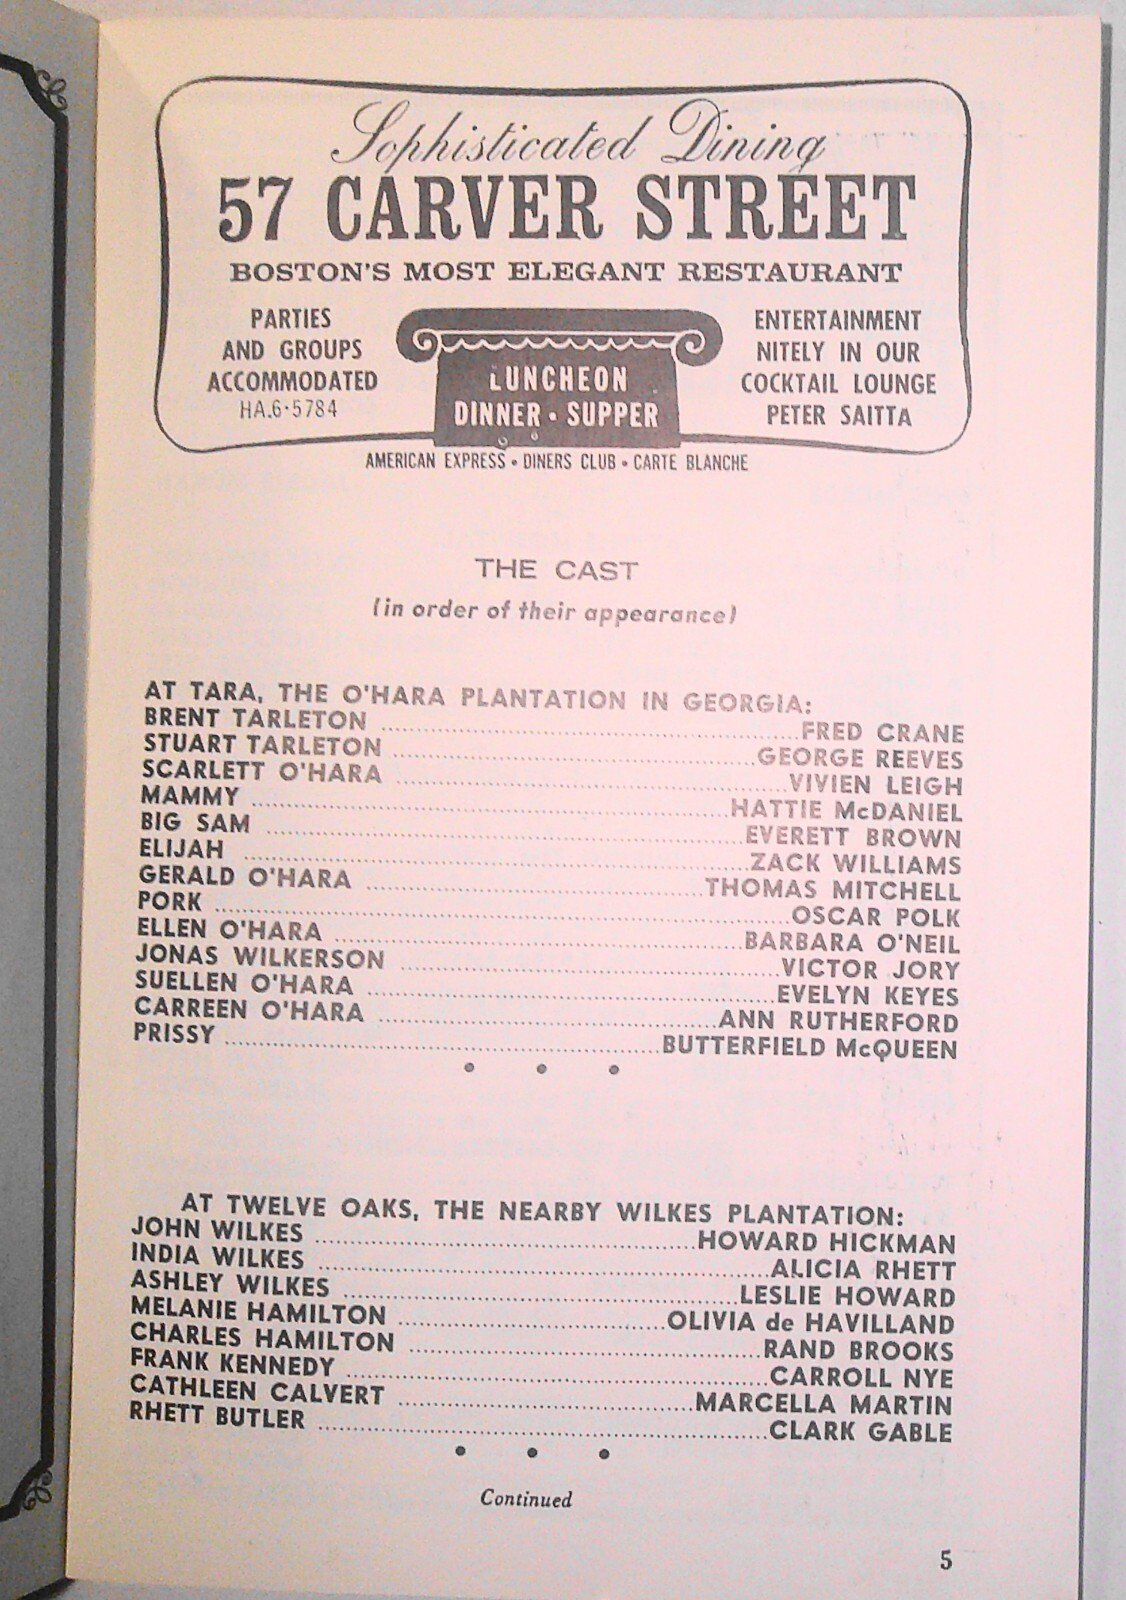 Sophisticated Dining
57 CARVER STREET
BOSTON'S MOST ELEGANT RESTAURANT
PARTIES
AND GROUPS
ACCOMMODATED
HA.6·5784
LUNCHEON
DINNER · SUPPER
ENTERTAINMENT
NITELY IN OUR
COCKTAIL LOUNGE
PETER SAITTA
AMERICAN EXPRESS • DINERS CLUB • CARTE BLANCHE
THE CAST
(in order of their appearance)
AT TARA, THE O'HARA PLANTATION IN GEORGIA:
BRENT TARLETON ........ FRED CRANE
STUART TARLETON ........ GEORGE REEVES
SCARLETT O'HARA ........ VIVIEN LEIGH
MAMMY ........ HATTIE McDANIEL
BIG SAM ........ EVERETT BROWN
ELIJAH ........ ZACK WILLIAMS
GERALD O'HARA ........ THOMAS MITCHELL
PORK ........ OSCAR POLK
ELLEN O'HARA ........ BARBARA O'NEIL
JONAS WILKERSON ........ VICTOR JORY
SUELLEN O'HARA ........ EVELYN KEYES
CARREEN O'HARA ........ ANN RUTHERFORD
PRISSY ........ BUTTERFIELD McQUEEN
• • •
AT TWELVE OAKS, THE NEARBY WILKES PLANTATION:
JOHN WILKES ........ HOWARD HICKMAN
INDIA WILKES ........ ALICIA RHETT
ASHLEY WILKES ........ LESLIE HOWARD
MELANIE HAMILTON ........ OLIVIA de HAVILLAND
CHARLES HAMILTON ........ RAND BROOKS
FRANK KENNEDY ........ CARROLL NYE
CATHLEEN CALVERT ........ MARCELLA MARTIN
RHETT BUTLER ........ CLARK GABLE
• • •
Continued
5